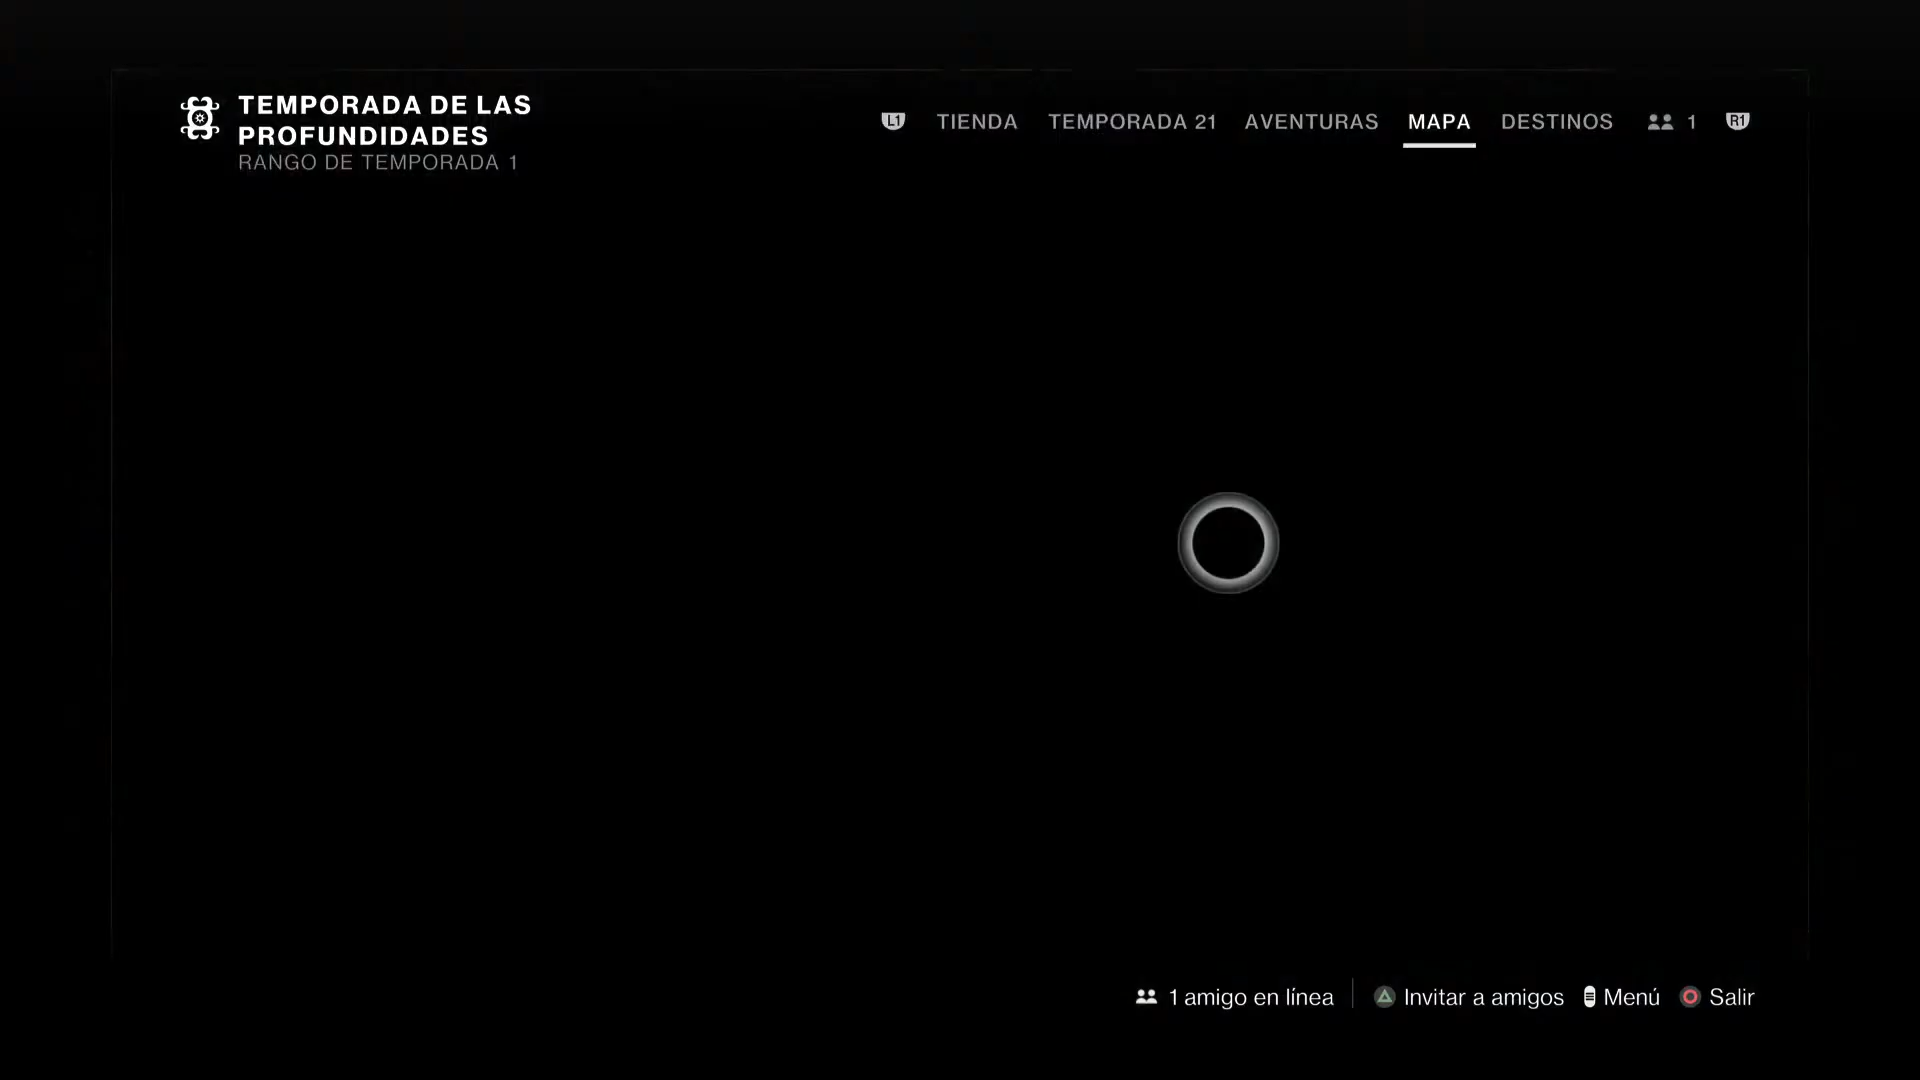 TEMPORADA DE LAS
PROFUNDIDADES
RANGO DE TEMPORADA 1
L1 TIENDA TEMPORADA 21 AVENTURAS MAPA DESTINOS 1 R1
1 amigo en línea Invitar a amigos Menú Salir